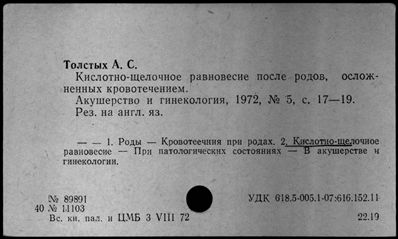 Толстых А. С.
Кислотно-щелочное равновесие после родов, ослож-
ненных кровотечением.
Акушерство и гинекология, 1972, № 5, с. 17—19.
Рез. на англ. яз.
— — 1. Роды — Кровотечния при родах. 2. Кислотно-щелочное
равновесие — При патологических состояниях — В акушерстве и
гинекологии.
№ 89891 УДК 618.5-005.1-07:616.152.11
40 № 11103
Вс. кн. пал. и ЦМБ 3 VIII 72 22.19